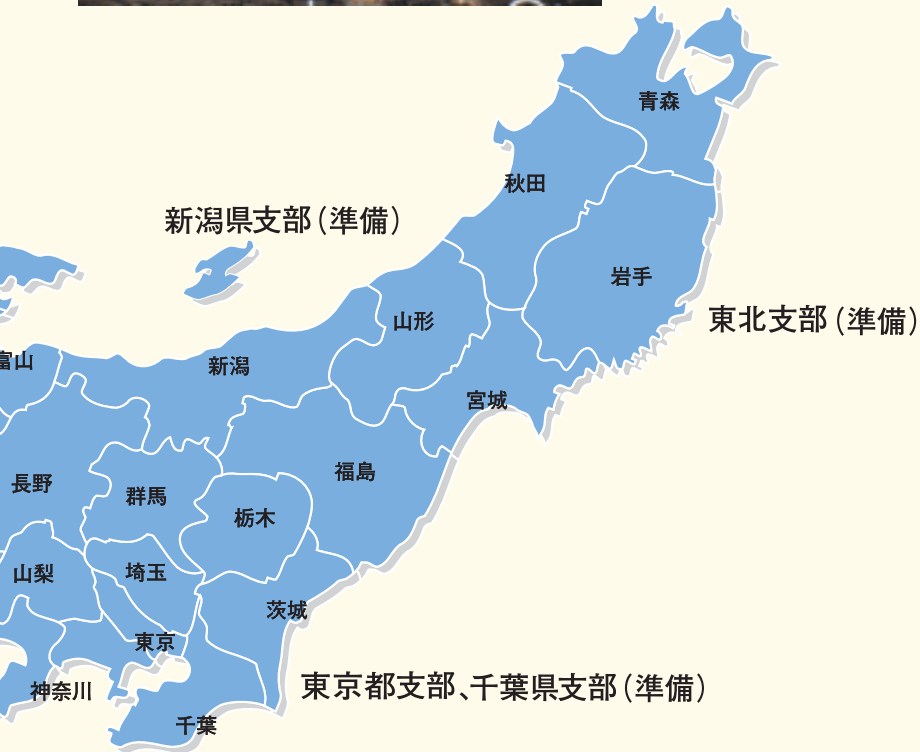 青森
秋田
新潟県支部（準備）
岩手
東北支部（準備）
山形
富山
新潟
宮城
福島
長野
群馬
栃木
山梨
埼玉
茨城
東京
東京都支部、千葉県支部（準備）
神奈川
千葉